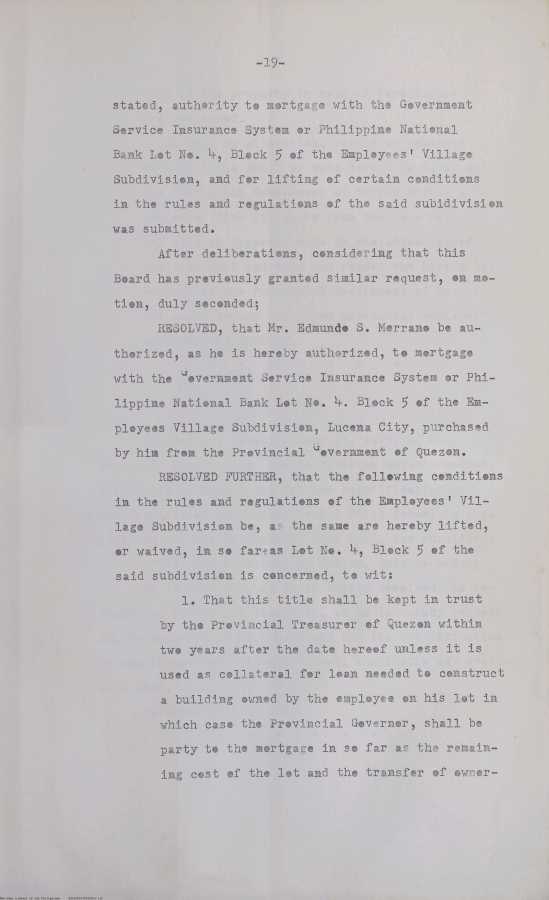 -19-
stated, authority to mortgage with the Government
Service Insurance System or Philippine National
Bank Lot No. 4, Block 5 of the Employees' Village
Subdivision, and for lifting of certain conditions
in the rules and regulations of the said subidivision
was submitted.
After deliberations, considering that this
Board has previously granted similar request, on mo-
tion, duly seconded;
RESOLVED, that Mr. Edmundo S. Merrano be au-
thorized, as he is hereby authorized, to mortgage
with the Government Service Insurance System or Phi-
lippine National Bank Lot No. 4. Block 5 of the Em-
ployees Village Subdivision, Lucena City, purchased
by him from the Provincial Government of Quezon.
RESOLVED FURTHER, that the following conditions
in the rules and regulations of the Employees' Vil-
lage Subdivision be, as the same are hereby lifted,
or waived, in so far-as Lot No. 4, Block 5 of the
said subdivision is concerned, to wit:
1. That this title shall be kept in trust
by the Provincial Treasurer of Quezon within
two years after the date hereof unless it is
used as collateral for loan needed to construct
a building owned by the employee on his lot in
which case the Provincial Governor, shall be
party to the mortgage in so far as the remain-
ing cost of the lot and the transfer of owner-